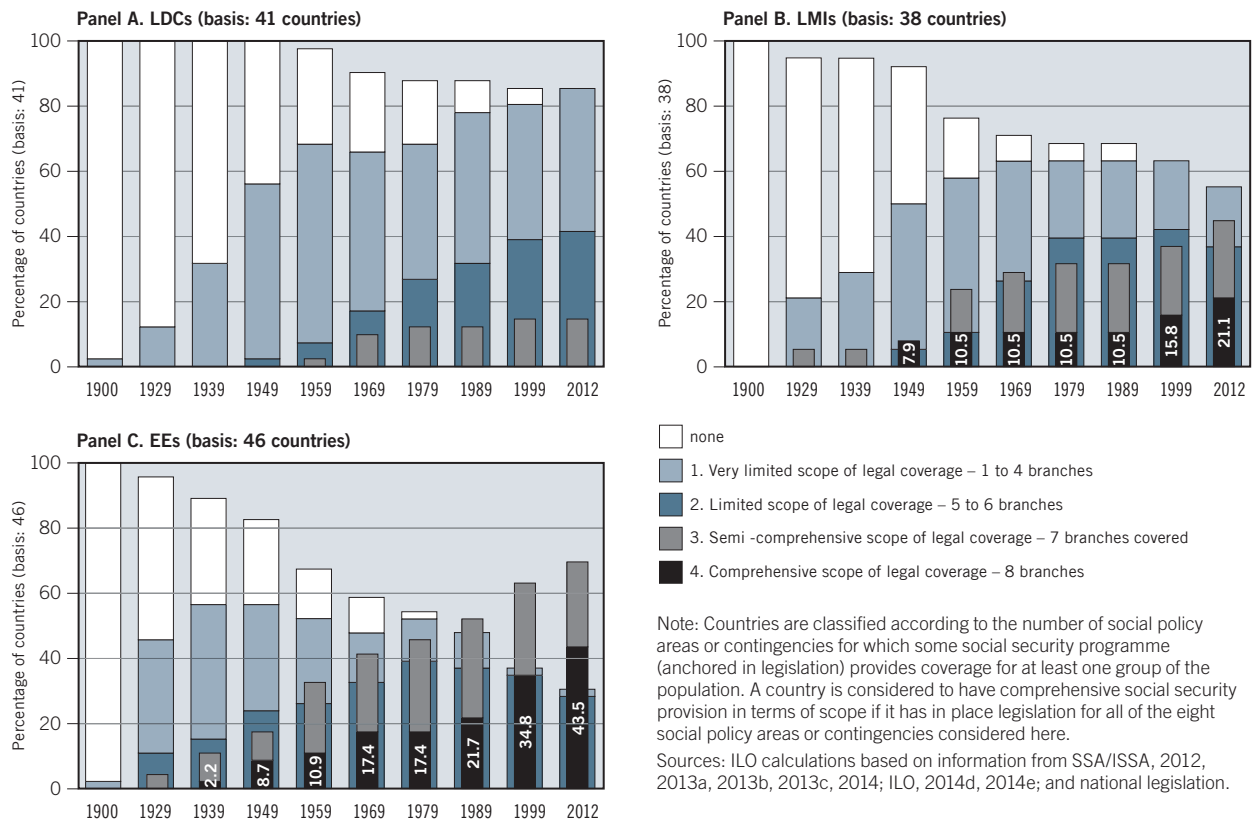 Panel A. LDCs (basis: 41 countries)
Percentage of countries (basis: 41)
100
80
60
40
20
0
1900 1929 1939 1949 1959 1969 1979 1989 1999 2012
Panel B. LMIs (basis: 38 countries)
Percentage of countries (basis: 38)
100
80
60
40
20
0
7.9 10.5 10.5 10.5 10.5 15.8 21.1
1900 1929 1939 1949 1959 1969 1979 1989 1999 2012
Panel C. EEs (basis: 46 countries)
Percentage of countries (basis: 46)
100
80
60
40
20
0
2.2 8.7 10.9 17.4 17.4 21.7 34.8 43.5
1900 1929 1939 1949 1959 1969 1979 1989 1999 2012
none
1. Very limited scope of legal coverage – 1 to 4 branches
2. Limited scope of legal coverage – 5 to 6 branches
3. Semi -comprehensive scope of legal coverage – 7 branches covered
4. Comprehensive scope of legal coverage – 8 branches
Note: Countries are classified according to the number of social policy
areas or contingencies for which some social security programme
(anchored in legislation) provides coverage for at least one group of the
population. A country is considered to have comprehensive social security
provision in terms of scope if it has in place legislation for all of the eight
social policy areas or contingencies considered here.
Sources: ILO calculations based on information from SSA/ISSA, 2012,
2013a, 2013b, 2013c, 2014; ILO, 2014d, 2014e; and national legislation.